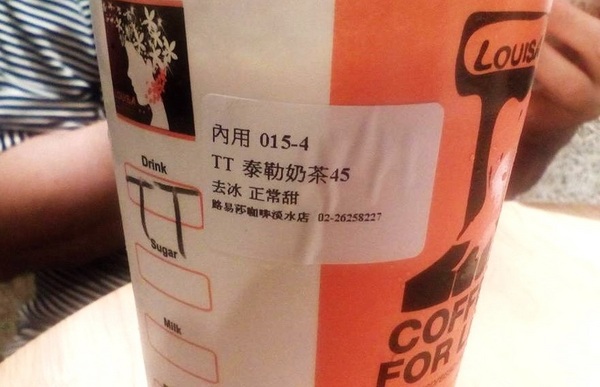 LOUISA
內用 015-4
TT 泰勒奶茶45
去冰 正常甜
路易莎咖啡淡水店 02-26258227
Drink
TT
Sugar
Milk
LOUISA
COFF
FOR L